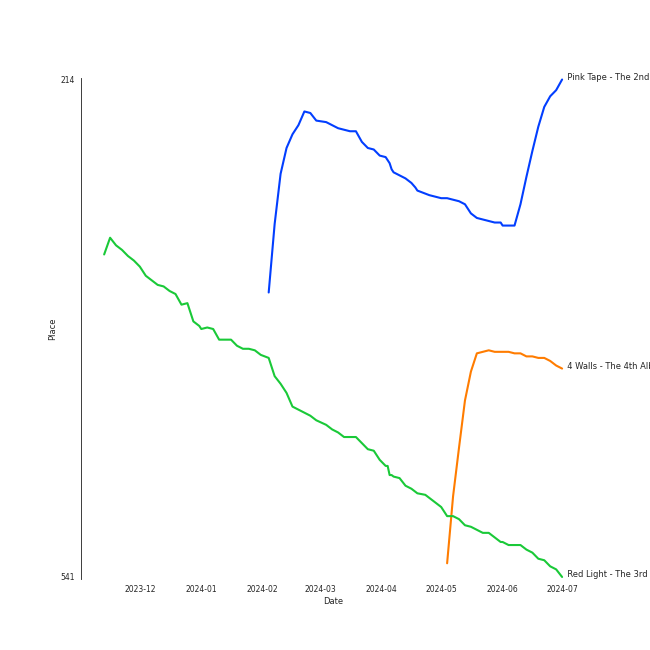 214
Pink Tape - The 2nd
Place
4 Walls - The 4th Al
541
Red Light - The 3rd
2023-12 2024-01 2024-02 2024-03 2024-04 2024-05 2024-06 2024-07
Date